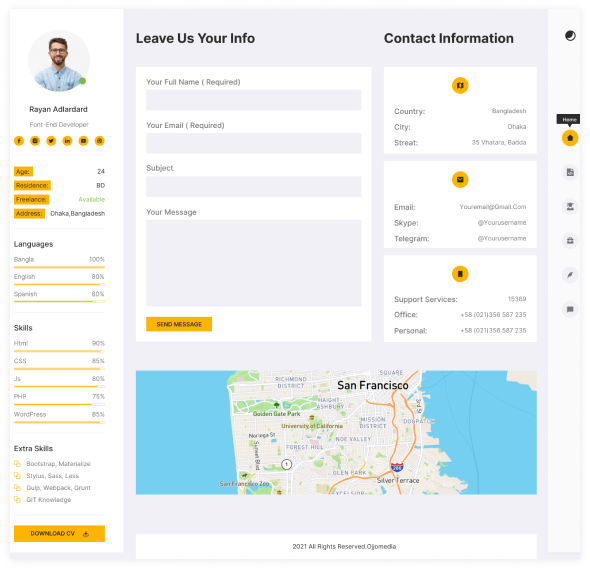 Rayan Adlardard
Font-End Developer
Age: 24
Residence: BD
Freelance: Available
Address: Dhaka,Bangladesh
Languages
Bangla 100%
English 80%
Spanish 60%
Skills
Html 90%
CSS 85%
Js 80%
PHP 75%
WordPress 85%
Extra Skills
Bootstrap, Materialize
Stylus, Sass, Less
Gulp, Webpack, Grunt
GIT Knowledge
DOWNLOAD CV
Leave Us Your Info
Your Full Name ( Required)
Your Email ( Required)
Subject
Your Message
SEND MESSAGE
Contact Information
Country: Bangladesh
City: Dhaka
Streat: 35 Vhatara, Badda
Email: Youremail@Gmail.Com
Skype: @Yourusername
Telegram: @Yourusername
Support Services: 15369
Office: +58 (021)356 587 235
Personal: +58 (021)356 587 235
Home
SQUARE
RICHMOND
DISTRICT
San Francisco
HAIGHT-
ASHBURY
Golden Gate Park
University of California
MISSION
DISTRICT
DOGPATCH
Noriega St
NOE VALLEY
Sunset Blvd
1
GLEN PARK
280
Silver Terrace
San Francisco Zoo
EXCELSIOR
2021 All Rights Reserved.Ojjomedia